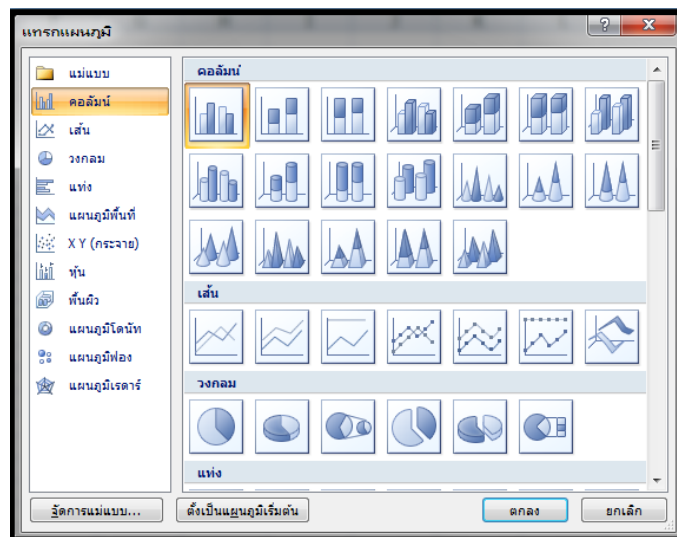 แทรกแผนภูมิ
แม่แบบ
คอลัมน์
เส้น
วงกลม
แท่ง
แผนภูมิพื้นที่
X Y (กระจาย)
หุ้น
พื้นผิว
แผนภูมิโดนัท
แผนภูมิฟอง
แผนภูมิเรดาร์
คอลัมน์
เส้น
วงกลม
แท่ง
จัดการแม่แบบ...
ตั้งเป็นแผนภูมิเริ่มต้น
ตกลง
ยกเลิก